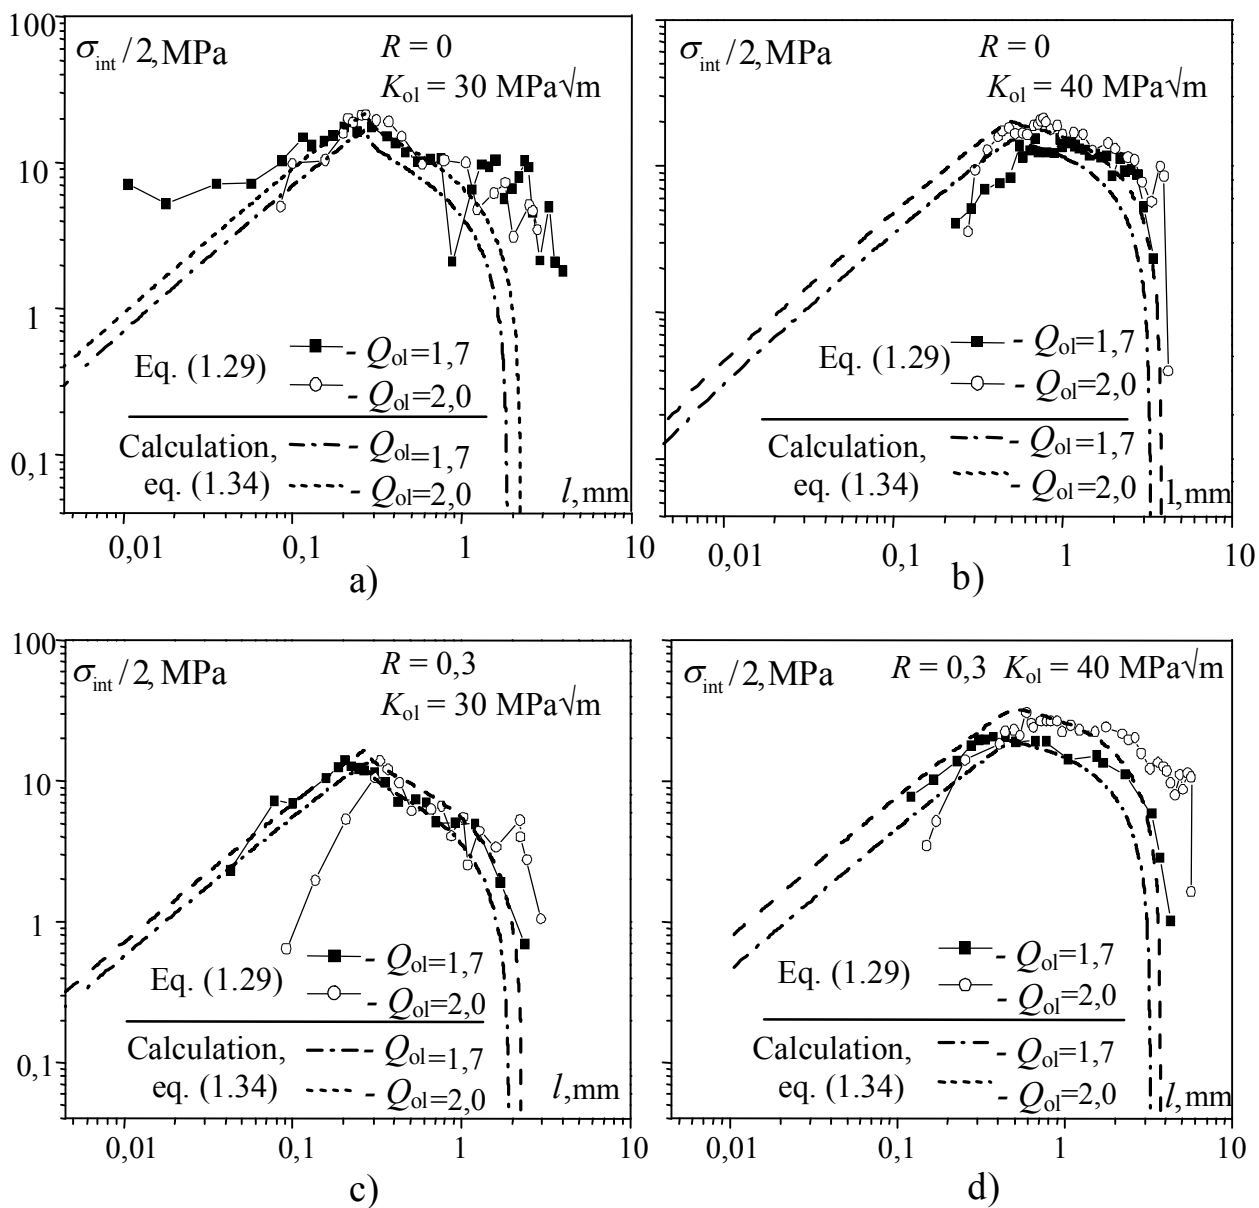 100
σint /2, MPa
R = 0
Kol = 30 MPa√m
10
1
Eq. (1.29)
- Qol=1,7
- Qol=2,0
Calculation,
eq. (1.34)
- Qol=1,7
- Qol=2,0
0,1
l, mm
0,01
0,1
1
10
a)
σint /2, MPa
R = 0
Kol = 40 MPa√m
Eq. (1.29)
- Qol=1,7
- Qol=2,0
Calculation,
eq. (1.34)
- Qol=1,7
- Qol=2,0
l, mm
0,01
0,1
1
10
b)
100
σint /2, MPa
R = 0,3
Kol = 30 MPa√m
10
1
Eq. (1.29)
- Qol=1,7
- Qol=2,0
Calculation,
eq. (1.34)
- Qol=1,7
- Qol=2,0
0,1
l, mm
0,01
0,1
1
10
c)
σint /2, MPa
R = 0,3 Kol = 40 MPa√m
Eq. (1.29)
- Qol=1,7
- Qol=2,0
Calculation,
eq. (1.34)
- Qol=1,7
- Qol=2,0
l, mm
0,01
0,1
1
10
d)